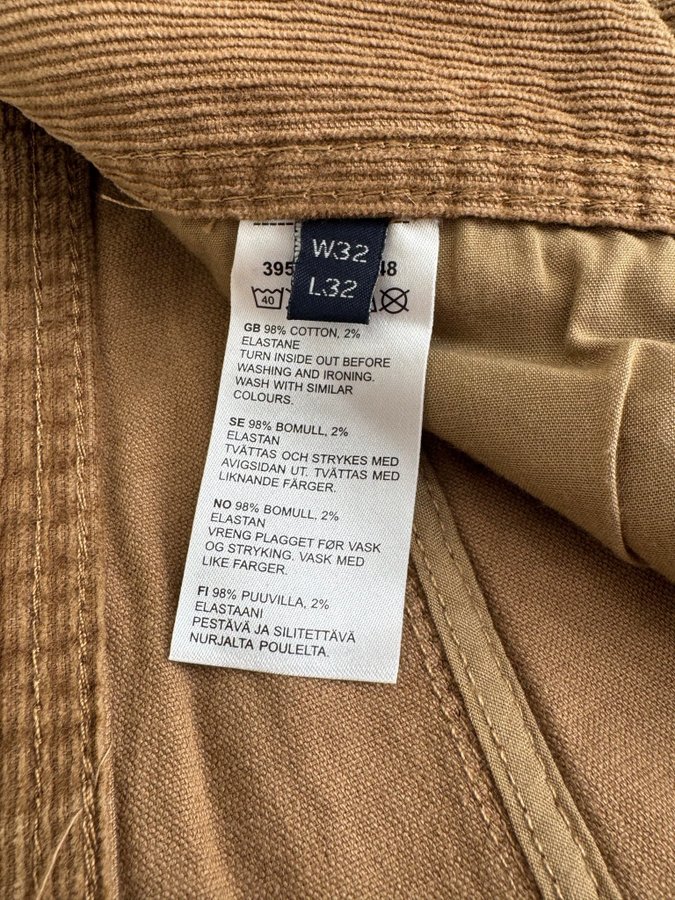 W32
L32
395
48
40
GB 98% COTTON, 2%
ELASTANE
TURN INSIDE OUT BEFORE
WASHING AND IRONING.
WASH WITH SIMILAR
COLOURS.
SE 98% BOMULL, 2%
ELASTAN
TVÄTTAS OCH STRYKES MED
AVIGSIDAN UT. TVÄTTAS MED
LIKNANDE FÄRGER.
NO 98% BOMULL, 2%
ELASTAN
VRENG PLAGGET FØR VASK
OG STRYKING. VASK MED
LIKE FARGER.
FI 98% PUUVILLA, 2%
ELASTAANI
PESTÄVÄ JA SILITETTÄVÄ
NURJALTA POULELTA.